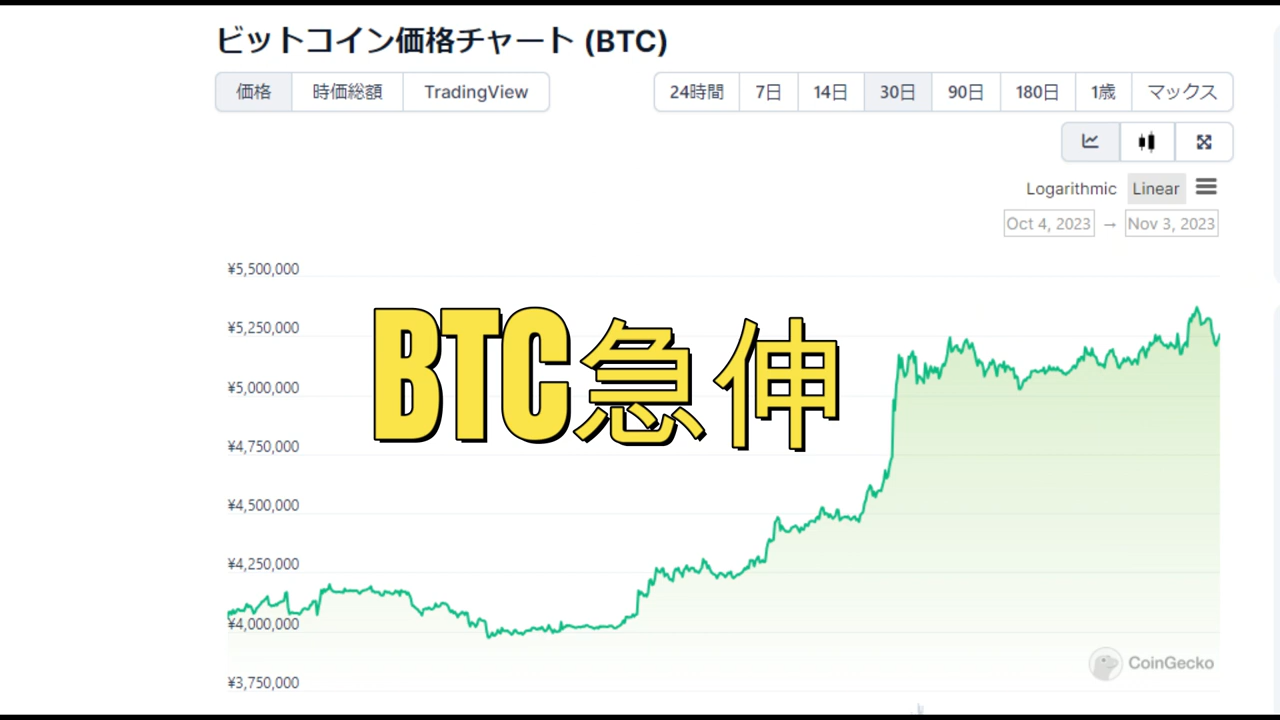 ビットコイン価格チャート (BTC)
価格 時価総額 TradingView 24時間 7日 14日 30日 90日 180日 1歳 マックス
Logarithmic Linear
Oct 4, 2023 → Nov 3, 2023
¥5,500,000
¥5,250,000
BTC急伸
¥5,000,000
¥4,750,000
¥4,500,000
¥4,250,000
¥4,000,000
CoinGecko
¥3,750,000